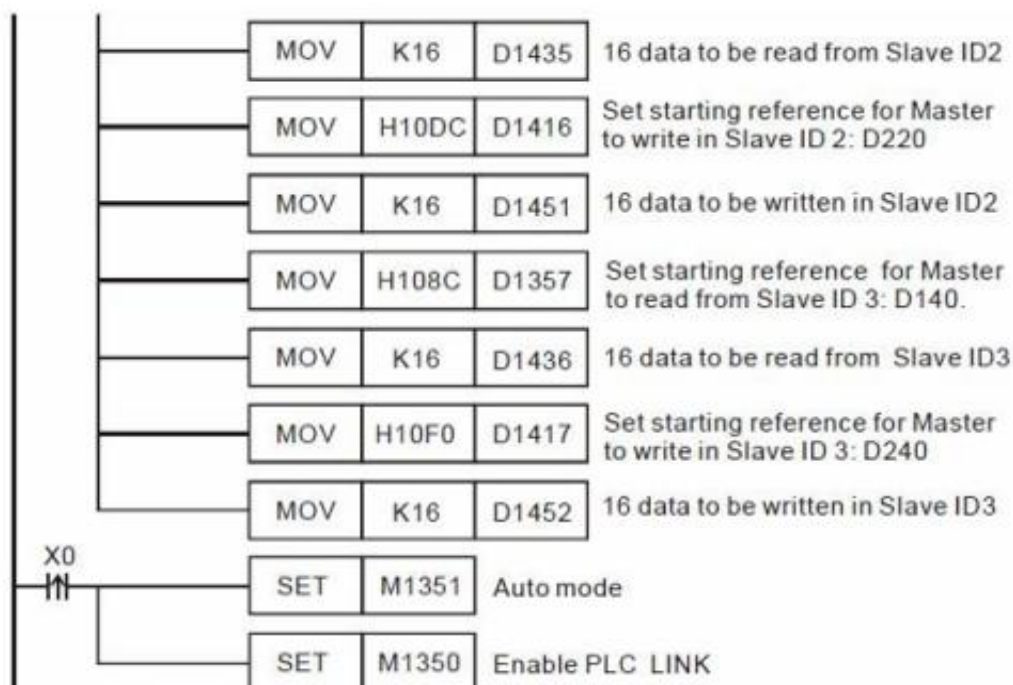 MOV K16 D1435 16 data to be read from Slave ID2
MOV H10DC D1416 Set starting reference for Master
to write in Slave ID 2: D220
MOV K16 D1451 16 data to be written in Slave ID2
MOV H108C D1357 Set starting reference for Master
to read from Slave ID 3: D140.
MOV K16 D1436 16 data to be read from Slave ID3
MOV H10F0 D1417 Set starting reference for Master
to write in Slave ID 3: D240
MOV K16 D1452 16 data to be written in Slave ID3
X0
SET M1351 Auto mode
SET M1350 Enable PLC LINK